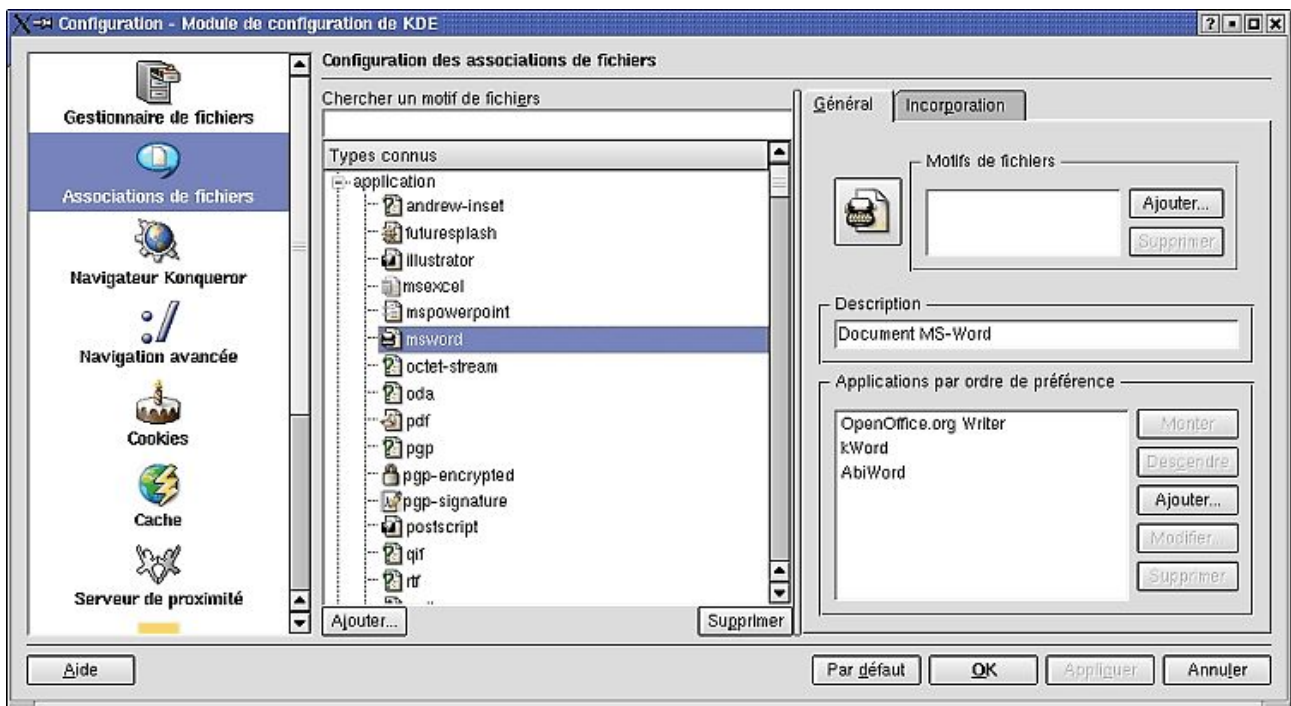 Configuration - Module de configuration de KDE
Gestionnaire de fichiers
Associations de fichiers
Navigateur Konqueror
Navigation avancée
Cookies
Cache
Serveur de proximité
Configuration des associations de fichiers
Chercher un motif de fichiers
Types connus
application
andrew-inset
futuresplash
illustrator
msexcel
mspowerpoint
msword
octet-stream
oda
pdf
pgp
pgp-encrypted
pgp-signature
postscript
qif
rtf
Ajouter...
Supprimer
Général
Incorporation
Motifs de fichiers
Ajouter...
Supprimer
Description
Document MS-Word
Applications par ordre de préférence
OpenOffice.org Writer
kWord
AbiWord
Monter
Descendre
Ajouter...
Modifier...
Supprimer
Aide
Par défaut
OK
Appliquer
Annuler